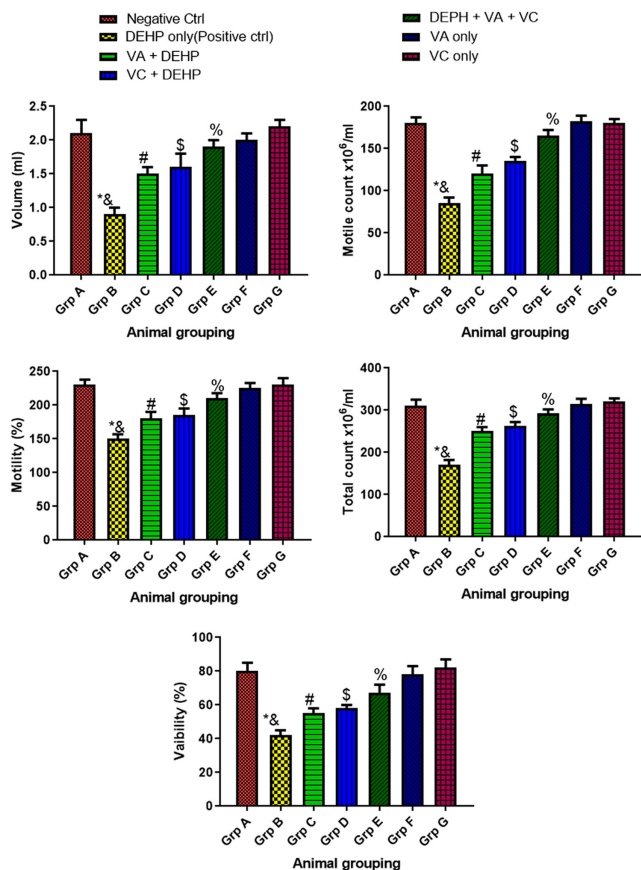 Negative Ctrl
DEHP only(Positive ctrl)
VA + DEHP
VC + DEHP
DEPH + VA + VC
VA only
VC only
Volume (ml)
2.5
2.0
1.5
1.0
0.5
0.0
*&
#
$
%
Grp A
Grp B
Grp C
Grp D
Grp E
Grp F
Grp G
Animal grouping
Motile count x10⁶/ml
200
150
100
50
0
*&
#
$
%
Grp A
Grp B
Grp C
Grp D
Grp E
Grp F
Grp G
Animal grouping
Motility (%)
250
200
150
100
50
0
*&
#
$
%
Grp A
Grp B
Grp C
Grp D
Grp E
Grp F
Grp G
Animal grouping
Total count x10⁶/ml
400
300
200
100
0
*&
#
$
%
Grp A
Grp B
Grp C
Grp D
Grp E
Grp F
Grp G
Animal grouping
Vaibility (%)
100
80
60
40
20
0
*&
#
$
%
Grp A
Grp B
Grp C
Grp D
Grp E
Grp F
Grp G
Animal grouping